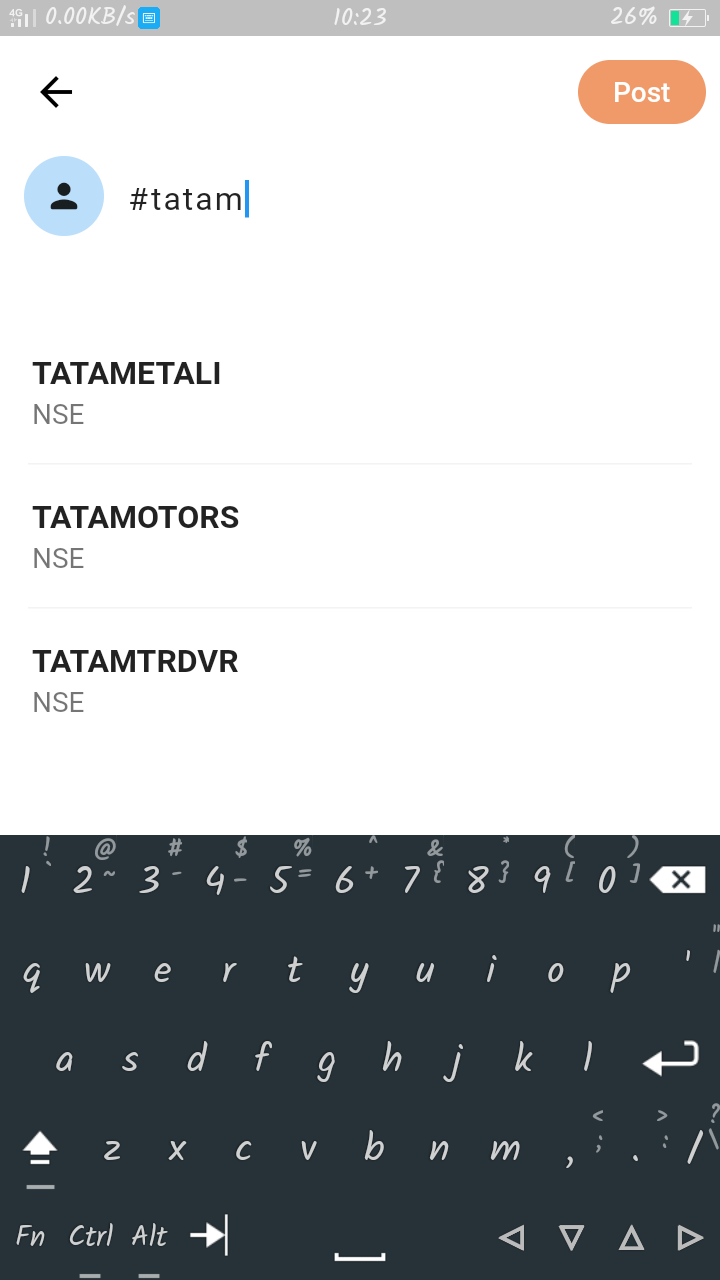 4G 0.00KB/s 10:23 26%
Post
#tatam
TATAMETALI
NSE
TATAMOTORS
NSE
TATAMTRDVR
NSE
! @ # $ % ^ & * ( )
1 ` 2 ~ 3 - 4 _ 5 = 6 + 7 { 8 } 9 [ 0 ]
q w e r t y u i o p ' " |
a s d f g h j k l
z x c v b n m , < ; . > : / ? \
Fn Ctrl Alt